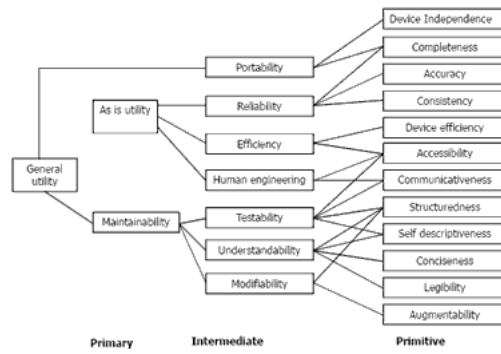 Device Independence
Completeness
Portability
Accuracy
As is utility
Reliability
Consistency
Efficiency
Device efficiency
Accessibility
General
utility
Human engineering
Communicativeness
Maintainability
Testability
Structuredness
Understandability
Self descriptiveness
Conciseness
Modifiability
Legibility
Augmentability
Primary
Intermediate
Primitive